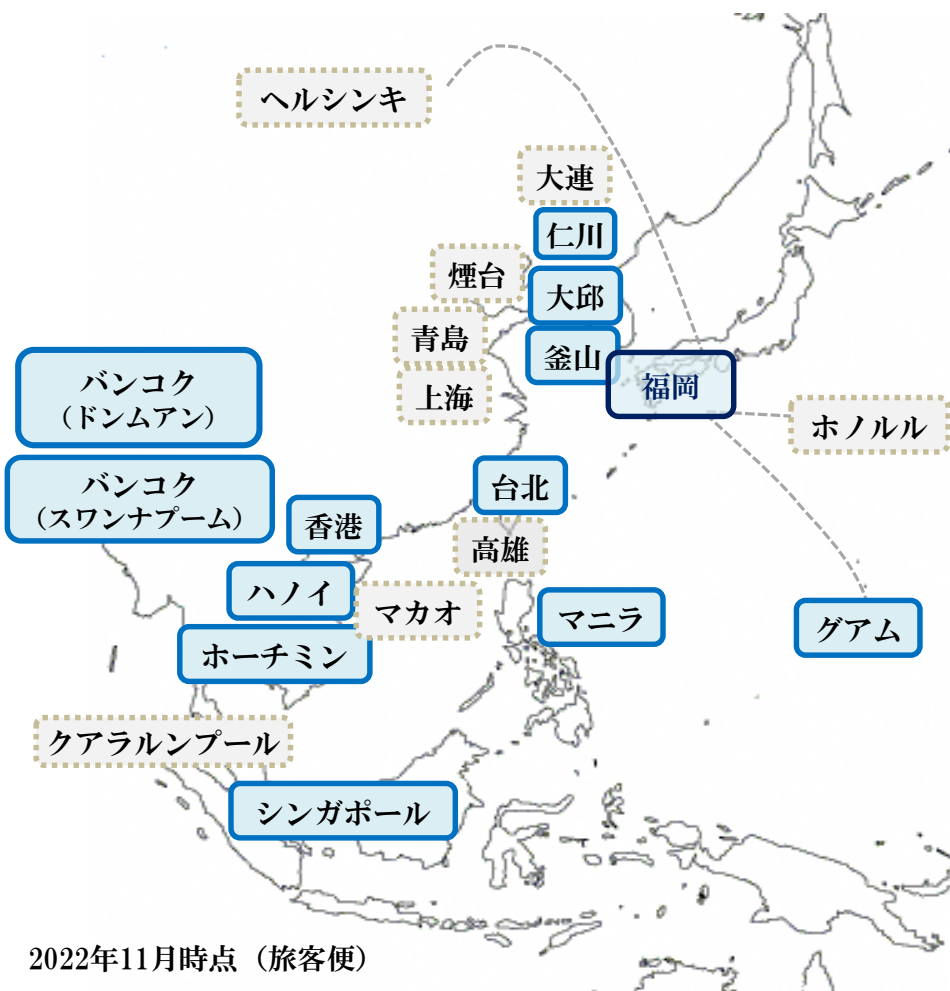 ヘルシンキ
大連
仁川
煙台
大邱
青島
釜山
福岡
上海
バンコク
（ドンムアン）
ホノルル
バンコク
（スワンナプーム）
台北
香港
高雄
ハノイ
マカオ
マニラ
グアム
ホーチミン
クアラルンプール
シンガポール
2022年11月時点（旅客便）